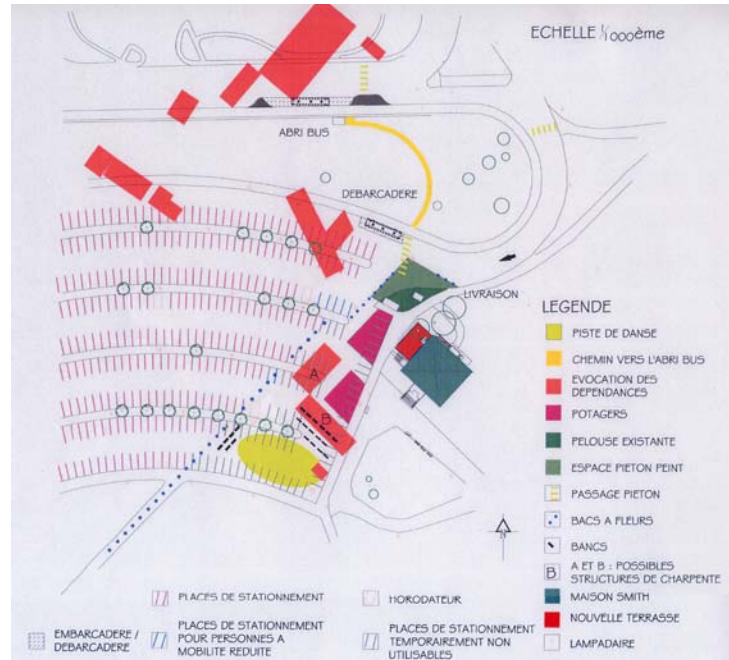 ECHELLE 1/1000ème
ABRI BUS
DEBARCADERE
LIVRAISON
A
B
N
LEGENDE
PISTE DE DANSE
CHEMIN VERS L'ABRI BUS
EVOCATION DES
DEPENDANCES
POTAGERS
PELOUSE EXISTANTE
ESPACE PIETON PEINT
PASSAGE PIETON
BACS A FLEURS
BANCS
B
A ET B : POSSIBLES
STRUCTURES DE CHARPENTE
MAISON SMITH
NOUVELLE TERRASSE
LAMPADAIRE
PLACES DE STATIONNEMENT
HORODATEUR
EMBARCADERE /
DEBARCADERE
PLACES DE STATIONNEMENT
POUR PERSONNES A
MOBILITE REDUITE
PLACES DE STATIONNEMENT
TEMPORAIREMENT NON
UTILISABLES